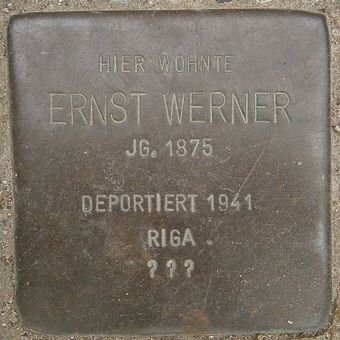 HIER WOHNTE
ERNST WERNER
JG. 1875
DEPORTIERT 1941
RIGA
? ? ?